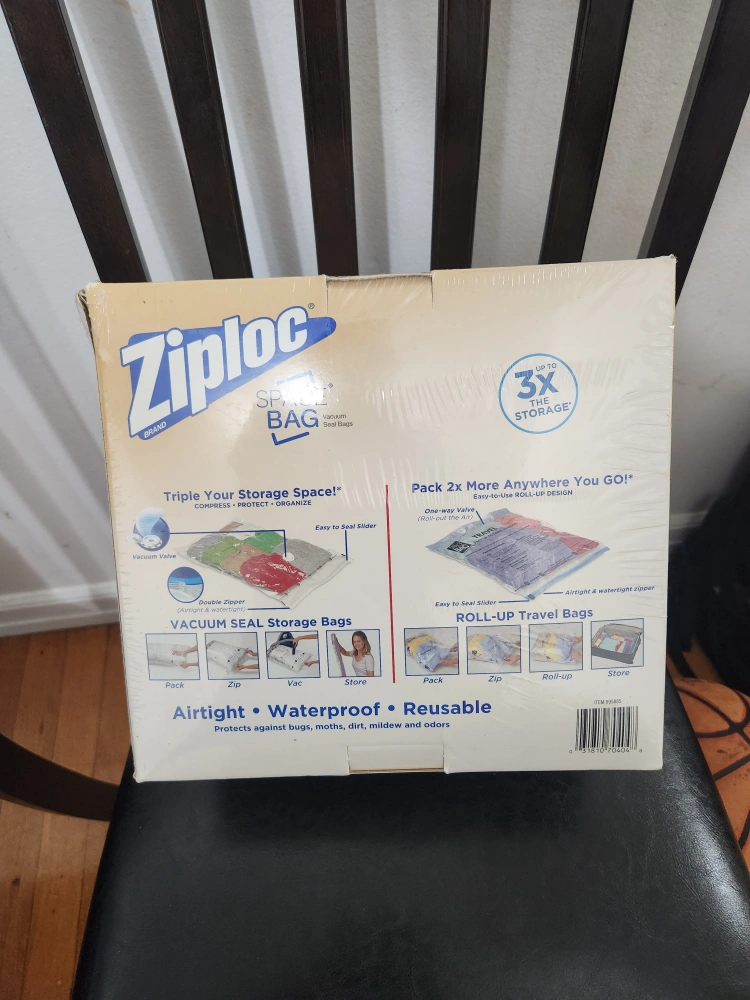 Ziploc®
BRAND
SPACE®
BAG
Vacuum
Seal Bags
UP TO
3X
THE
STORAGE*
Triple Your Storage Space!*
COMPRESS • PROTECT • ORGANIZE
Vacuum Valve
Easy to Seal Slider
Double Zipper
(Airtight & watertight)
VACUUM SEAL Storage Bags
Pack
Zip
Vac
Store
Pack 2x More Anywhere You GO!*
Easy-to-Use ROLL-UP DESIGN
One-way Valve
(Roll-out the Air)
TRAVEL
Easy to Seal Slider
Airtight & watertight zipper
ROLL-UP Travel Bags
Pack
Zip
Roll-up
Store
Airtight • Waterproof • Reusable
Protects against bugs, moths, dirt, mildew and odors
0 31810 70404